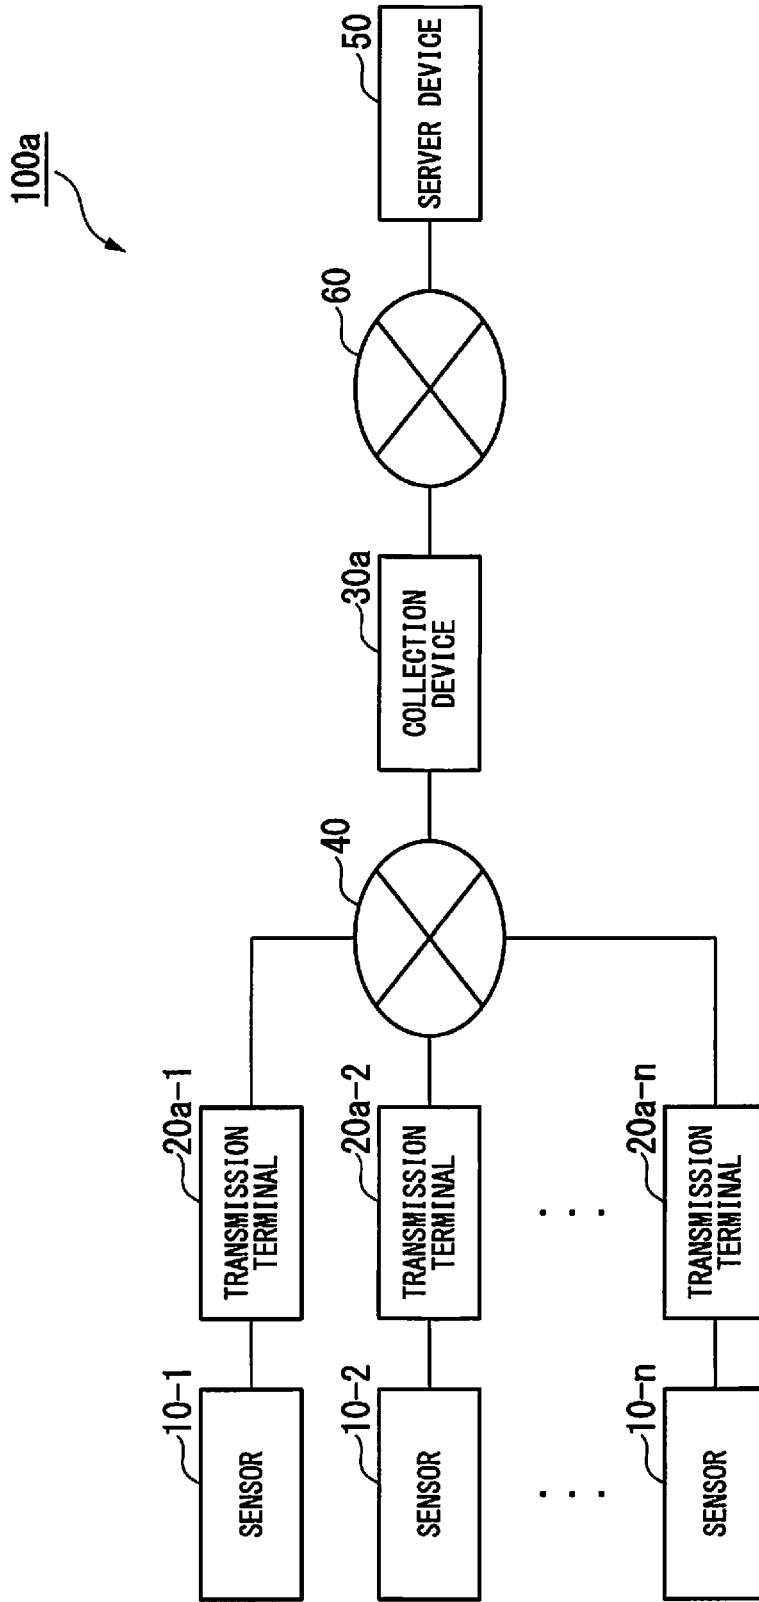 100a
10-1
SENSOR
20a-1
TRANSMISSION
TERMINAL
10-2
SENSOR
20a-2
TRANSMISSION
TERMINAL
40
30a
COLLECTION
DEVICE
60
50
SERVER DEVICE
. . .
. . .
10-n
SENSOR
20a-n
TRANSMISSION
TERMINAL